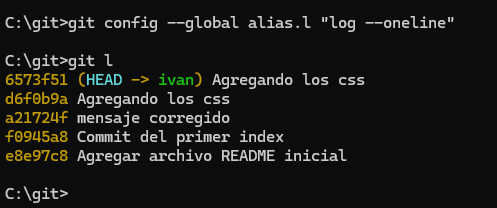 C:\git>git config --global alias.l "log --oneline"
C:\git>git l
6573f51 (HEAD -> ivan) Agregando los css
d6f0b9a Agregando los css
a21724f mensaje corregido
f0945a8 Commit del primer index
e8e97c8 Agregar archivo README inicial
C:\git>